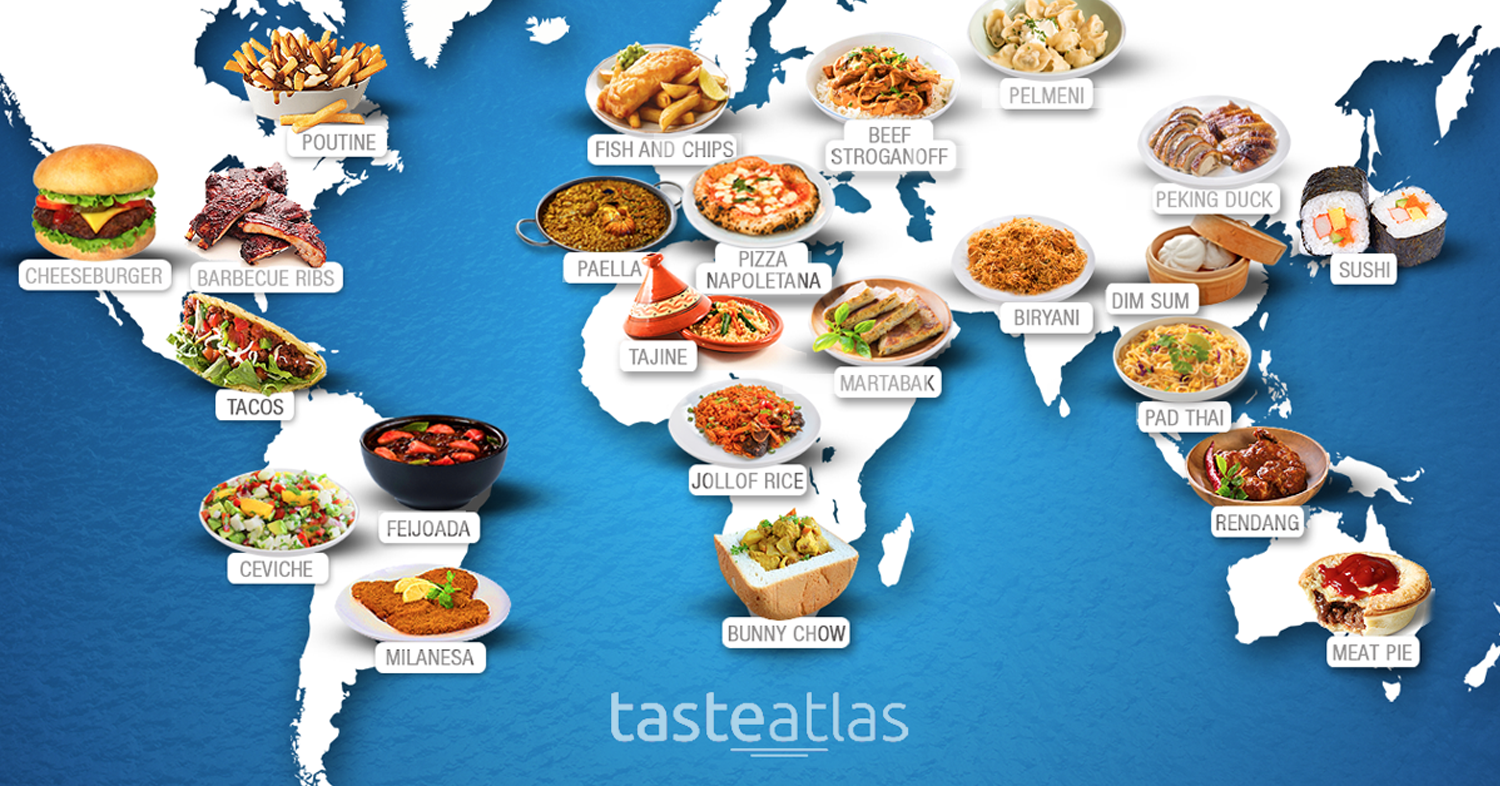 PELMENI
POUTINE
FISH AND CHIPS
BEEF
STROGANOFF
PEKING DUCK
CHEESEBURGER
BARBECUE RIBS
PAELLA
PIZZA
NAPOLETANA
SUSHI
DIM SUM
BIRYANI
TAJINE
MARTABAK
TACOS
PAD THAI
JOLLOF RICE
FEIJOADA
RENDANG
CEVICHE
BUNNY CHOW
MILANESA
MEAT PIE
tasteatlas